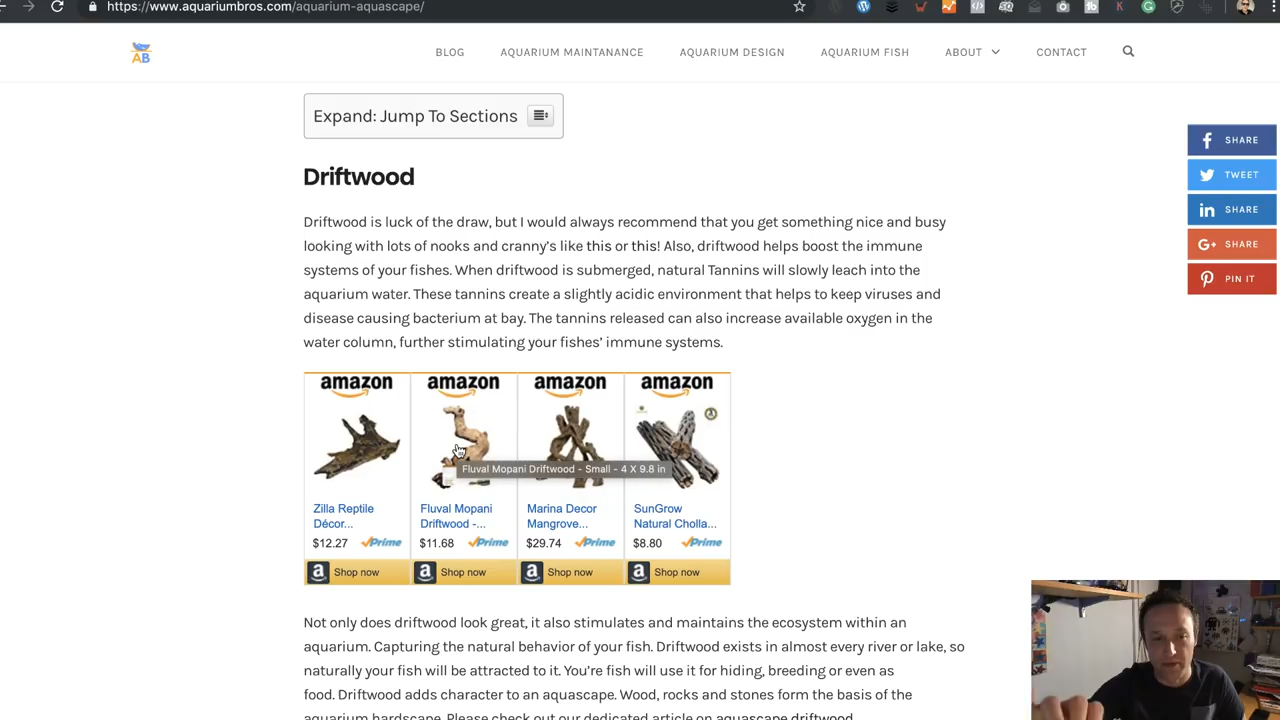 https://www.aquariumbros.com/aquarium-aquascape/
AB
BLOG AQUARIUM MAINTANANCE AQUARIUM DESIGN AQUARIUM FISH ABOUT CONTACT
Expand: Jump To Sections
SHARE
TWEET
SHARE
G+ SHARE
PIN IT
Driftwood
Driftwood is luck of the draw, but I would always recommend that you get something nice and busy
looking with lots of nooks and cranny's like this or this! Also, driftwood helps boost the immune
systems of your fishes. When driftwood is submerged, natural Tannins will slowly leach into the
aquarium water. These tannins create a slightly acidic environment that helps to keep viruses and
disease causing bacterium at bay. The tannins released can also increase available oxygen in the
water column, further stimulating your fishes' immune systems.
amazon amazon amazon amazon
Fluval Mopani Driftwood - Small - 4 X 9.8 in
Zilla Reptile Décor...
Fluval Mopani Driftwood -...
Marina Decor Mangrove...
SunGrow Natural Cholla...
$12.27 Prime $11.68 Prime $29.74 Prime $8.80 Prime
Shop now Shop now Shop now Shop now
Not only does driftwood look great, it also stimulates and maintains the ecosystem within an
aquarium. Capturing the natural behavior of your fish. Driftwood exists in almost every river or lake, so
naturally your fish will be attracted to it. You're fish will use it for hiding, breeding or even as
food. Driftwood adds character to an aquascape. Wood, rocks and stones form the basis of the
aquarium hardscape. Please check out our dedicated article on aquascape driftwood.